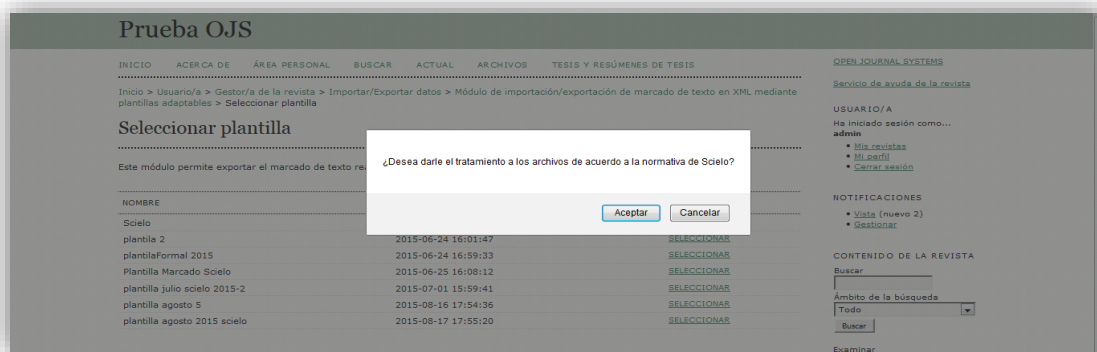 Prueba OJS
INICIO ACERCA DE ÁREA PERSONAL BUSCAR ACTUAL ARCHIVOS TESIS Y RESÚMENES DE TESIS
Inicio > Usuario/a > Gestor/a de la revista > Importar/Exportar datos > Módulo de importación/exportación de marcado de texto en XML mediante
plantillas adaptables > Seleccionar plantilla
Seleccionar plantilla
Este módulo permite exportar el marcado de texto
NOMBRE
Scielo
plantila 2 2015-06-24 16:01:47 SELECCIONAR
plantilaFormal 2015 2015-06-24 16:59:33 SELECCIONAR
Plantilla Marcado Scielo 2015-06-25 16:08:12 SELECCIONAR
plantilla julio scielo 2015-2 2015-07-01 15:59:41 SELECCIONAR
plantilla agosto 5 2015-08-16 17:54:36 SELECCIONAR
plantilla agosto 2015 scielo 2015-08-17 17:55:20 SELECCIONAR
¿Desea darle el tratamiento a los archivos de acuerdo a la normativa de Scielo?
Aceptar Cancelar
OPEN JOURNAL SYSTEMS
Servicio de ayuda de la revista
USUARIO/A
Ha iniciado sesión como...
admin
Mis revistas
Mi perfil
Cerrar sesión
NOTIFICACIONES
Vista (nuevo 2)
Gestionar
CONTENIDO DE LA REVISTA
Buscar
Ámbito de la búsqueda
Todo
Buscar
Examinar